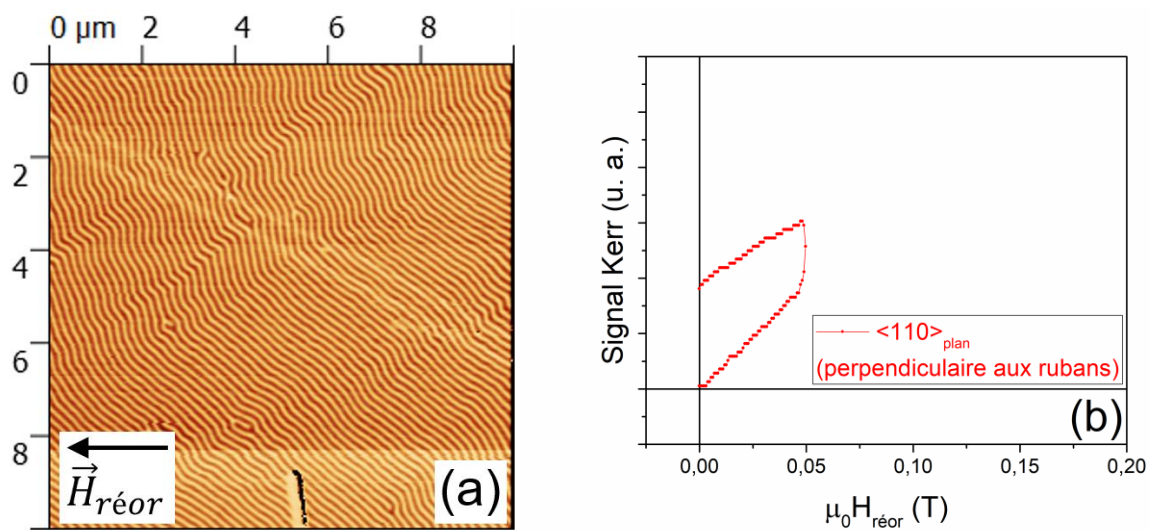 0 µm 2 4 6 8
0
2
4
6
8
H⃗réor
(a)
Signal Kerr (u. a.)
<110>plan
(perpendiculaire aux rubans)
(b)
0,00 0,05 0,10 0,15 0,20
μ0Hréor (T)